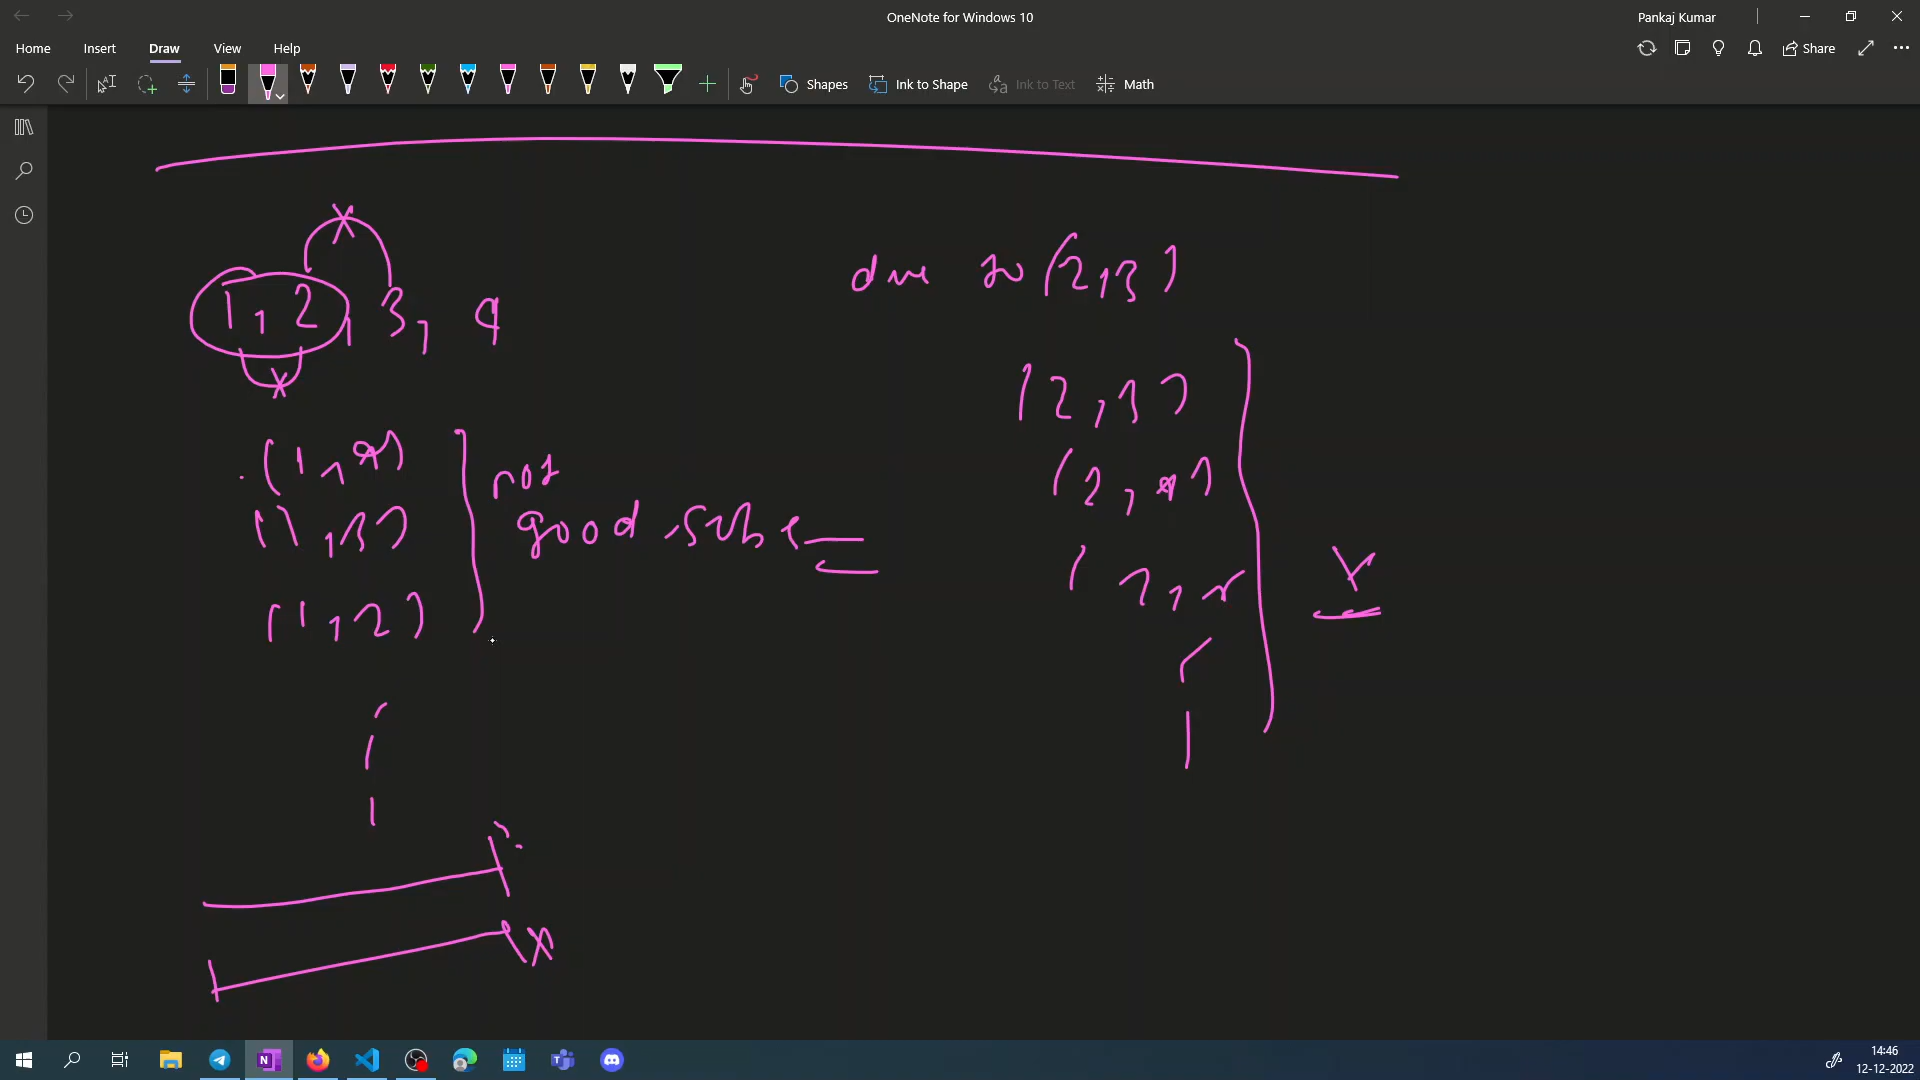 OneNote for Windows 10
Pankaj Kumar
Home Insert Draw View Help
Share
Shapes
Ink to Shape
Ink to Text
Math
1, 2, 3, 4
(1,4)
(1,3)
(1,2)
not
good subs
due to (2,3)
(2,3)
(2,4)
14:46
12-12-2022